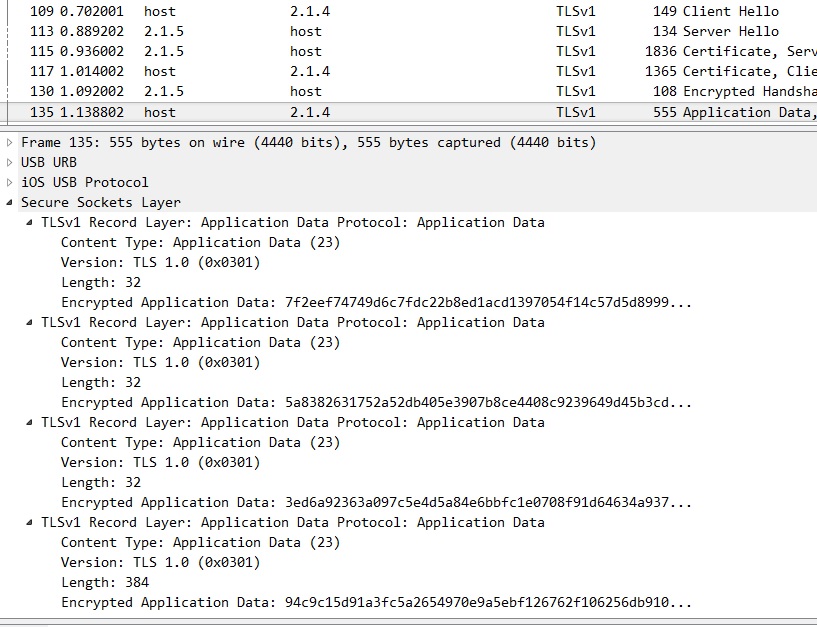 109 0.702001 host 2.1.4 TLSv1 149 Client Hello
113 0.889202 2.1.5 host TLSv1 134 Server Hello
115 0.936002 2.1.5 host TLSv1 1836 Certificate, Serv
117 1.014002 host 2.1.4 TLSv1 1365 Certificate, Clie
130 1.092002 2.1.5 host TLSv1 108 Encrypted Handsha
135 1.138802 host 2.1.4 TLSv1 555 Application Data,
Frame 135: 555 bytes on wire (4440 bits), 555 bytes captured (4440 bits)
USB URB
iOS USB Protocol
Secure Sockets Layer
TLSv1 Record Layer: Application Data Protocol: Application Data
Content Type: Application Data (23)
Version: TLS 1.0 (0x0301)
Length: 32
Encrypted Application Data: 7f2eef74749d6c7fdc22b8ed1acd1397054f14c57d5d8999...
TLSv1 Record Layer: Application Data Protocol: Application Data
Content Type: Application Data (23)
Version: TLS 1.0 (0x0301)
Length: 32
Encrypted Application Data: 5a8382631752a52db405e3907b8ce4408c9239649d45b3cd...
TLSv1 Record Layer: Application Data Protocol: Application Data
Content Type: Application Data (23)
Version: TLS 1.0 (0x0301)
Length: 32
Encrypted Application Data: 3ed6a92363a097c5e4d5a84e6bbfc1e0708f91d64634a937...
TLSv1 Record Layer: Application Data Protocol: Application Data
Content Type: Application Data (23)
Version: TLS 1.0 (0x0301)
Length: 384
Encrypted Application Data: 94c9c15d91a3fc5a2654970e9a5ebf126762f106256db910...